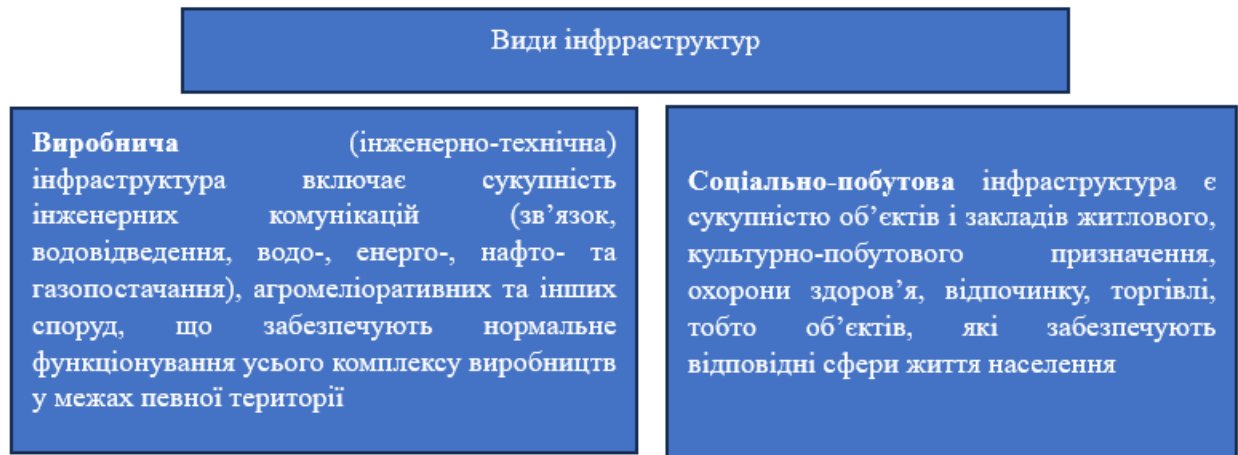 Види інфрраструктур
Виробнича (інженерно-технічна)
інфраструктура включає сукупність
інженерних комунікацій (зв’язок,
водовідведення, водо-, енерго-, нафто- та
газопостачання), агромеліоративних та інших
споруд, що забезпечують нормальне
функціонування усього комплексу виробництв
у межах певної території
Соціально-побутова інфраструктура є
сукупністю об’єктів і закладів житлового,
культурно-побутового призначення,
охорони здоров’я, відпочинку, торгівлі,
тобто об’єктів, які забезпечують
відповідні сфери життя населення